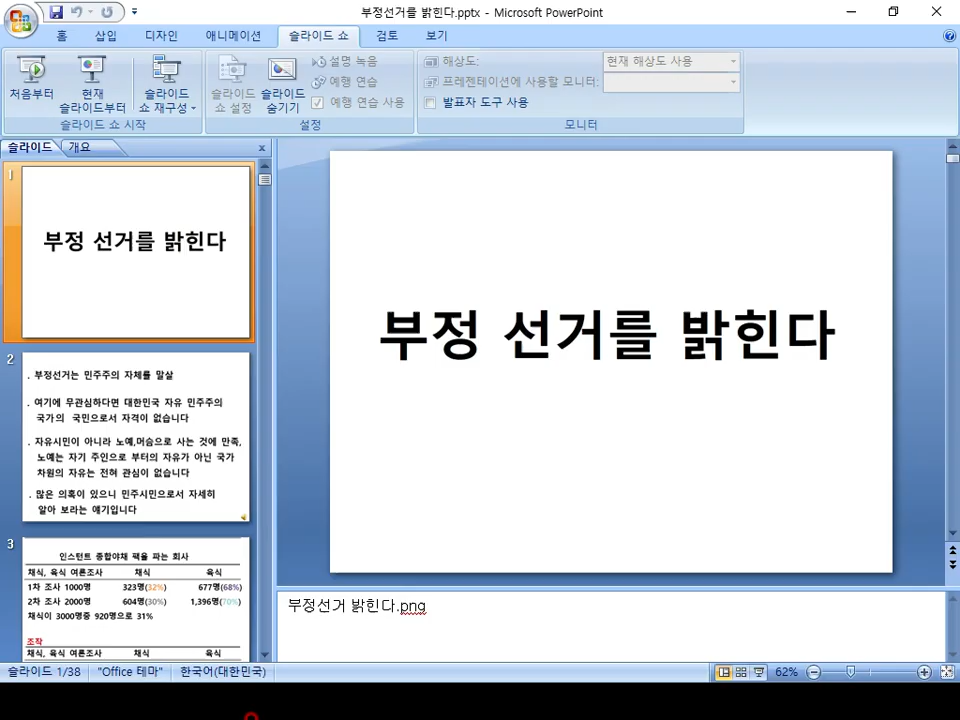 부정선거를 밝힌다.pptx - Microsoft PowerPoint
홈 삽입 디자인 애니메이션 슬라이드 쇼 검토 보기
처음부터
현재 슬라이드부터
슬라이드 쇼 재구성
슬라이드 쇼 시작
슬라이드 쇼 설정
슬라이드 숨기기
설명 녹음
예행 연습
예행 연습 사용
설정
해상도: 현재 해상도 사용
프레젠테이션에 사용할 모니터:
발표자 도구 사용
모니터
슬라이드 개요 x
1
부정 선거를 밝힌다
2
. 부정선거는 민주주의 자체를 말살
. 여기에 무관심하다면 대한민국 자유 민주주의
국가의 국민으로서 자격이 없습니다
. 자유시민이 아니라 노예,머슴으로 사는 것에 만족,
노예는 자기 주인으로 부터의 자유가 아닌 국가
차원의 자유는 전혀 관심이 없습니다
. 많은 의혹이 있으니 민주시민으로서 자세히
알아 보라는 얘기입니다
3
인스턴트 종합야채 팩을 파는 회사
채식, 육식 여론조사 채식 육식
1차 조사 1000명 323명(32%) 677명(68%)
2차 조사 2000명 604명(30%) 1,396명(70%)
채식이 3000명중 920명으로 31%
조작
채식, 육식 여론조사 채식 육식
부정 선거를 밝힌다
부정선거 밝힌다.png
슬라이드 1/38 "Office 테마" 한국어(대한민국) 62%